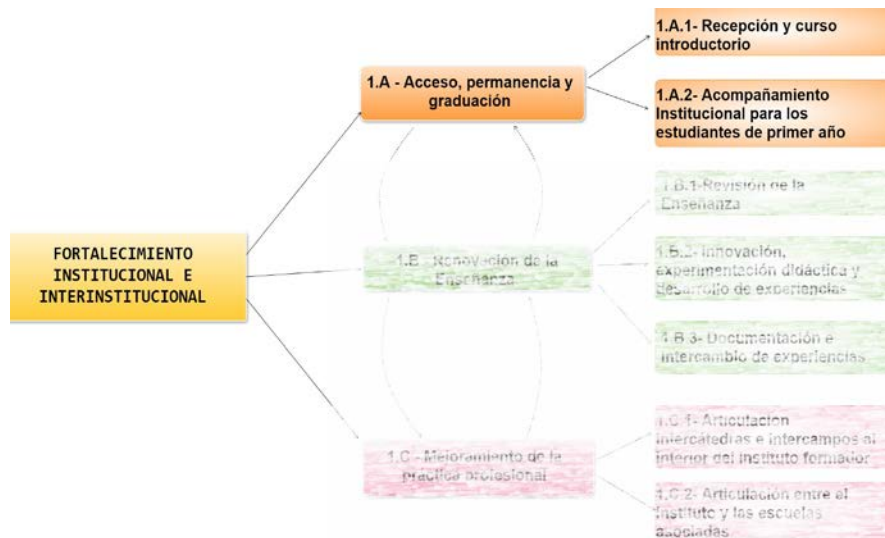 1.A.1- Recepción y curso
introductorio
1.A - Acceso, permanencia y
graduación
1.A.2- Acompañamiento
Institucional para los
estudiantes de primer año
1.B.1-Revisión de la
Enseñanza
FORTALECIMIENTO
INSTITUCIONAL E
INTERINSTITUCIONAL
1.B - Renovación de la
Enseñanza
1.B.2- Innovación,
experimentación didáctica y
desarrollo de experiencias
1.B.3- Documentación e
intercambio de experiencias
1.C - Mejoramiento de la
práctica profesional
1.C.1- Articulación
intercátedras e intercampos al
interior del instituto formador
1.C.2- Articulación entre el
Instituto y las escuelas
asociadas